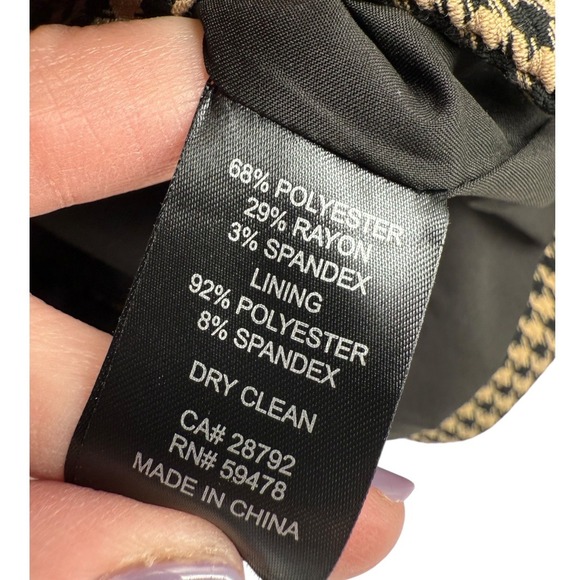 68% POLYESTER
29% RAYON
3% SPANDEX
LINING
92% POLYESTER
8% SPANDEX
DRY CLEAN
CA# 28792
RN# 59478
MADE IN CHINA